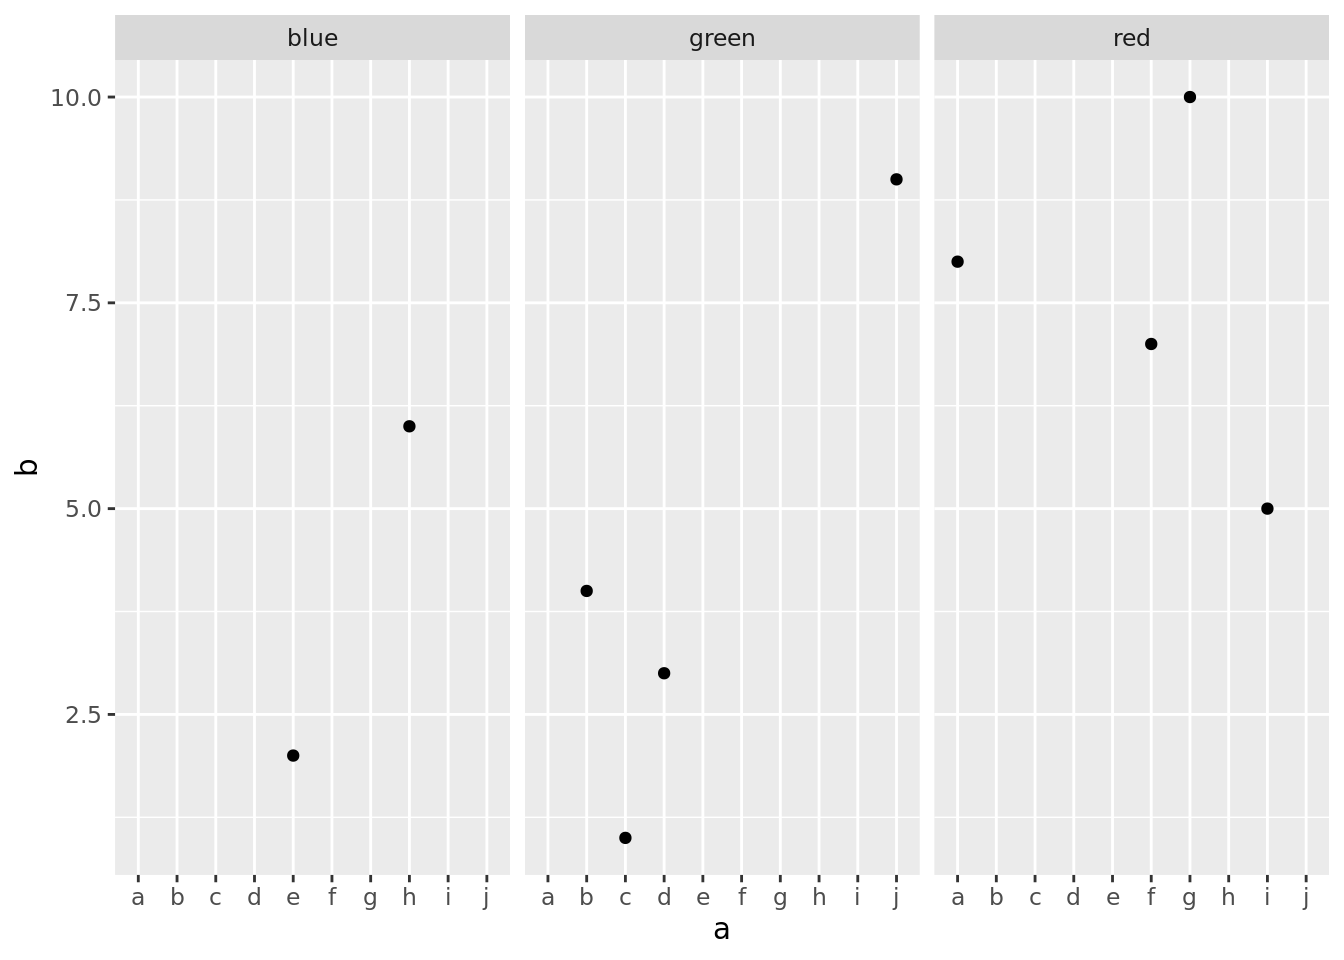 blue green red
10.0
7.5
5.0
2.5
b
a b c d e f g h i j a b c d e f g h i j a b c d e f g h i j
a